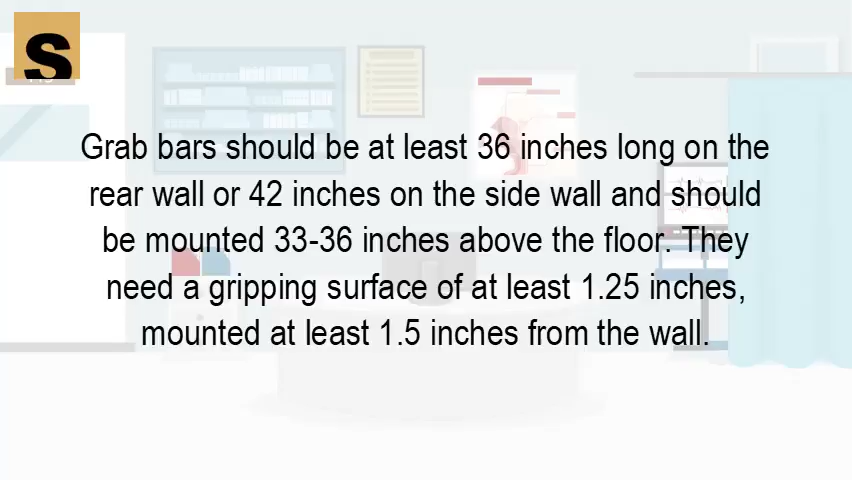 S
Grab bars should be at least 36 inches long on the
rear wall or 42 inches on the side wall and should
be mounted 33-36 inches above the floor. They
need a gripping surface of at least 1.25 inches,
mounted at least 1.5 inches from the wall.